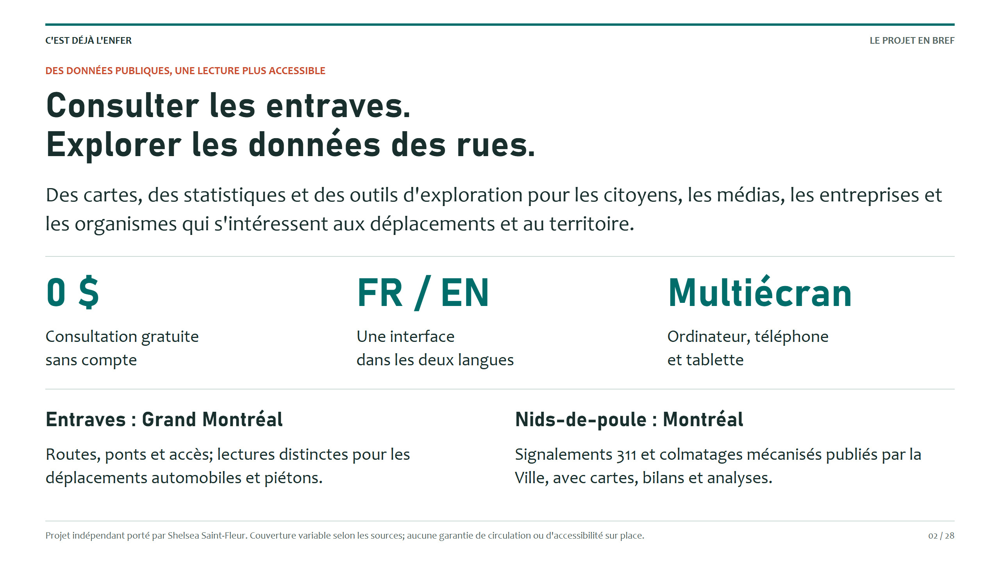 C'EST DÉJÀ L'ENFER
LE PROJET EN BREF
DES DONNÉES PUBLIQUES, UNE LECTURE PLUS ACCESSIBLE
Consulter les entraves.
Explorer les données des rues.
Des cartes, des statistiques et des outils d'exploration pour les citoyens, les médias, les entreprises et
les organismes qui s'intéressent aux déplacements et au territoire.
0 $
Consultation gratuite
sans compte
FR / EN
Une interface
dans les deux langues
Multiécran
Ordinateur, téléphone
et tablette
Entraves : Grand Montréal
Routes, ponts et accès; lectures distinctes pour les
déplacements automobiles et piétons.
Nids-de-poule : Montréal
Signalements 311 et colmatages mécanisés publiés par la
Ville, avec cartes, bilans et analyses.
Projet indépendant porté par Shelsea Saint-Fleur. Couverture variable selon les sources; aucune garantie de circulation ou d'accessibilité sur place.
02 / 28